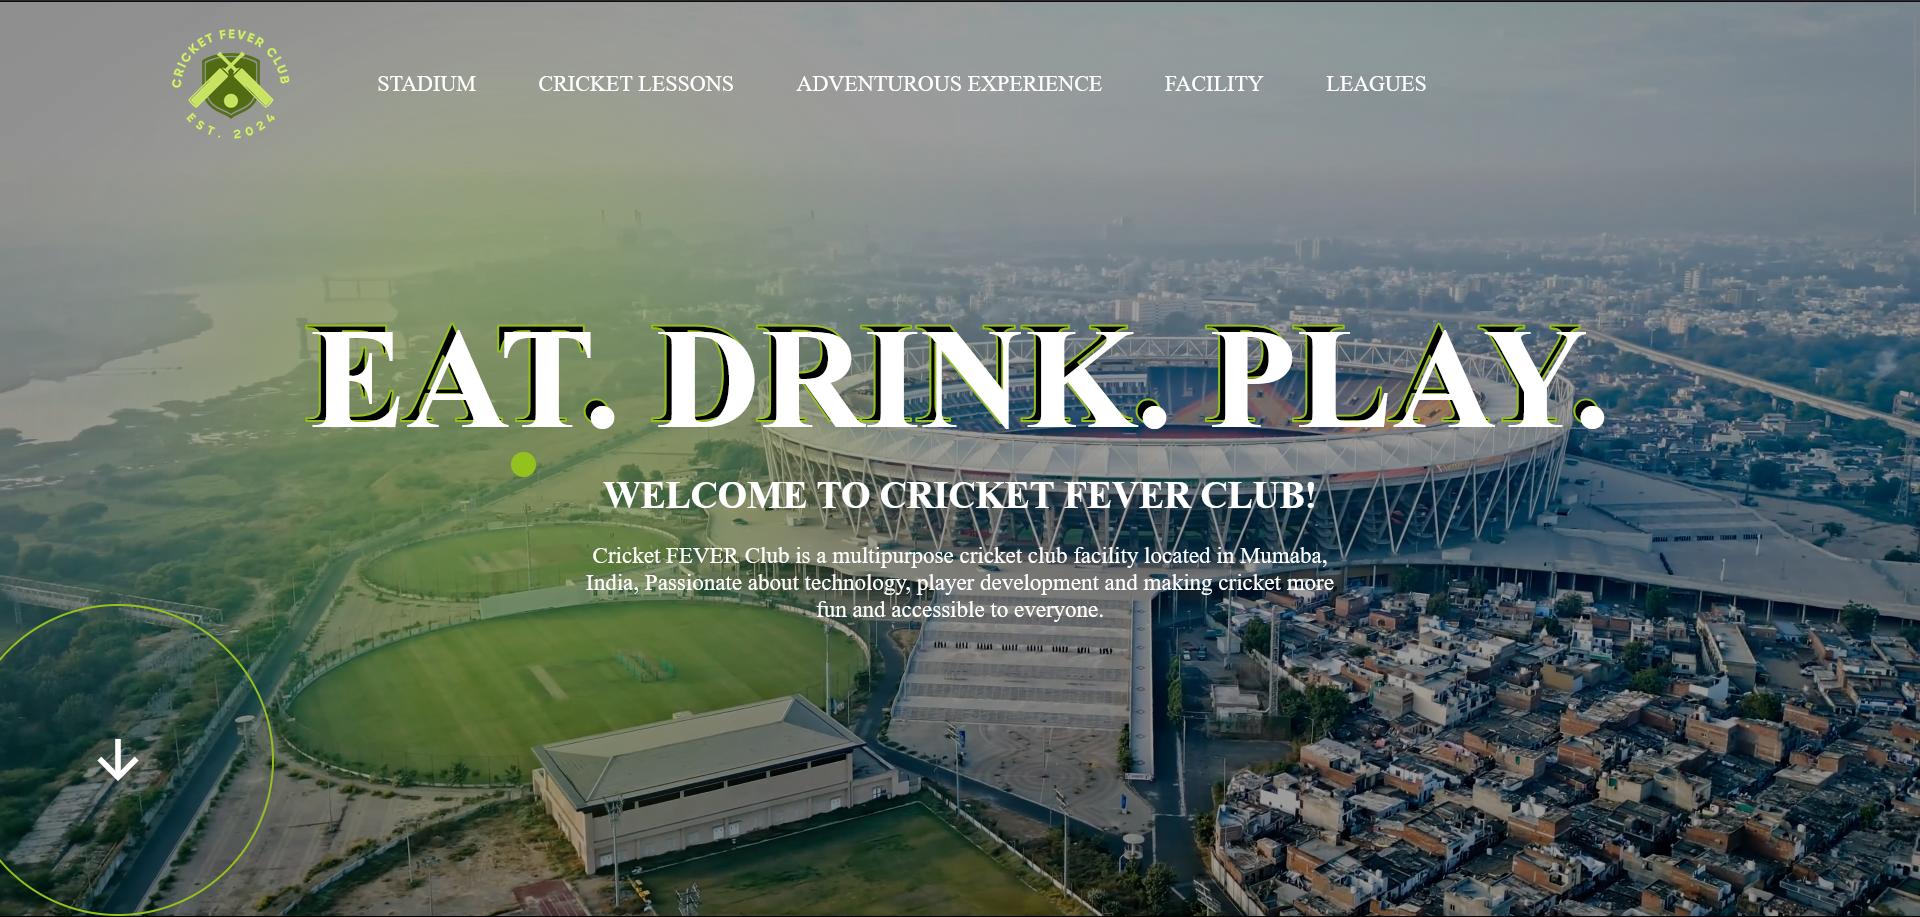 CRICKET FEVER CLUB
EST. 2024
STADIUM
CRICKET LESSONS
ADVENTUROUS EXPERIENCE
FACILITY
LEAGUES
EAT. DRINK. PLAY.
WELCOME TO CRICKET FEVER CLUB!
Cricket FEVER Club is a multipurpose cricket club facility located in Mumaba,
India, Passionate about technology, player development and making cricket more
fun and accessible to everyone.